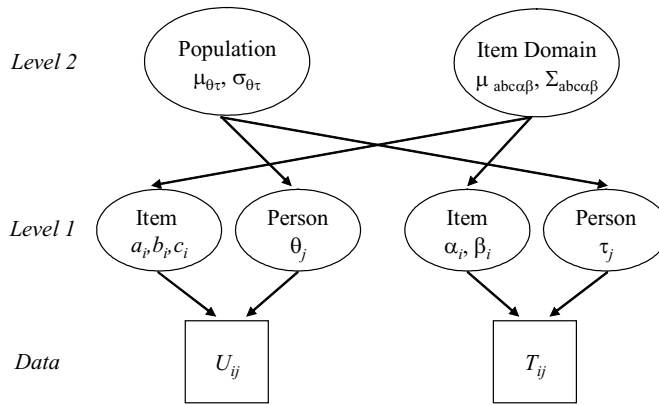 Level 2
Population
μθτ, σθτ
Item Domain
μ abcαβ, Σabcαβ
Level 1
Item
ai,bi,ci
Person
θj
Item
αi, βi
Person
τj
Data
Uij
Tij